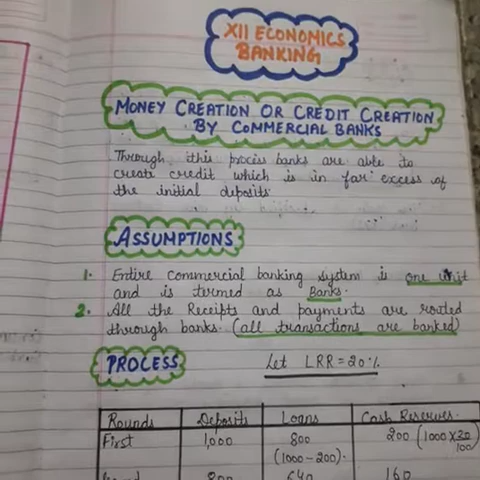 XII ECONOMICS
BANKING
MONEY CREATION OR CREDIT CREATION
BY COMMERCIAL BANKS
Through this process banks are able to
create credit which is in far excess of
the initial deposits
ASSUMPTIONS
1. Entire commercial banking system is one unit
and is termed as Banks.
2. All the Receipts and payments are routed
through banks. (all transactions are banked)
PROCESS Let LRR = 20%
Rounds Deposits Loans Cash Reserves.
First 1,000 800 200 (1000 × 20/100
(1000-200).
800 640 160